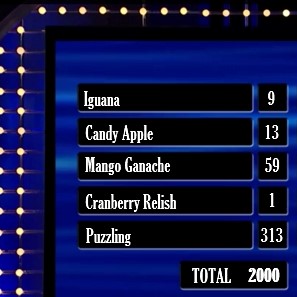 Iguana 9
Candy Apple 13
Mango Ganache 59
Cranberry Relish 1
Puzzling 313
TOTAL 2000